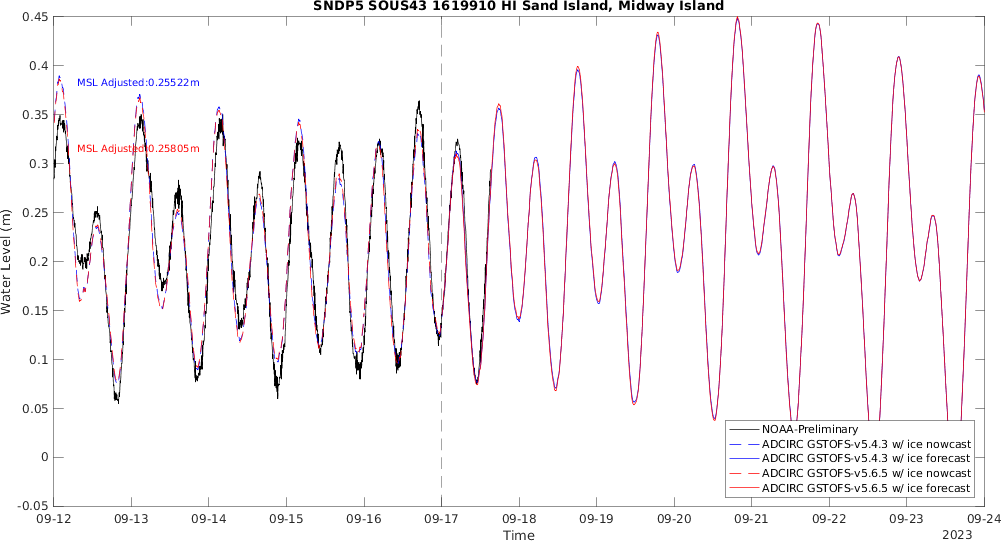 SNDP5 SOUS43 1619910 HI Sand Island, Midway Island
0.45
0.4
0.35
0.3
0.25
0.2
0.15
0.1
0.05
0
-0.05
Water Level (m)
MSL Adjusted:0.25522m
MSL Adjusted:0.25805m
NOAA-Preliminary
ADCIRC GSTOFS-v5.4.3 w/ ice nowcast
ADCIRC GSTOFS-v5.4.3 w/ ice forecast
ADCIRC GSTOFS-v5.6.5 w/ ice nowcast
ADCIRC GSTOFS-v5.6.5 w/ ice forecast
09-12 09-13 09-14 09-15 09-16 09-17 09-18 09-19 09-20 09-21 09-22 09-23 09-24
Time
2023